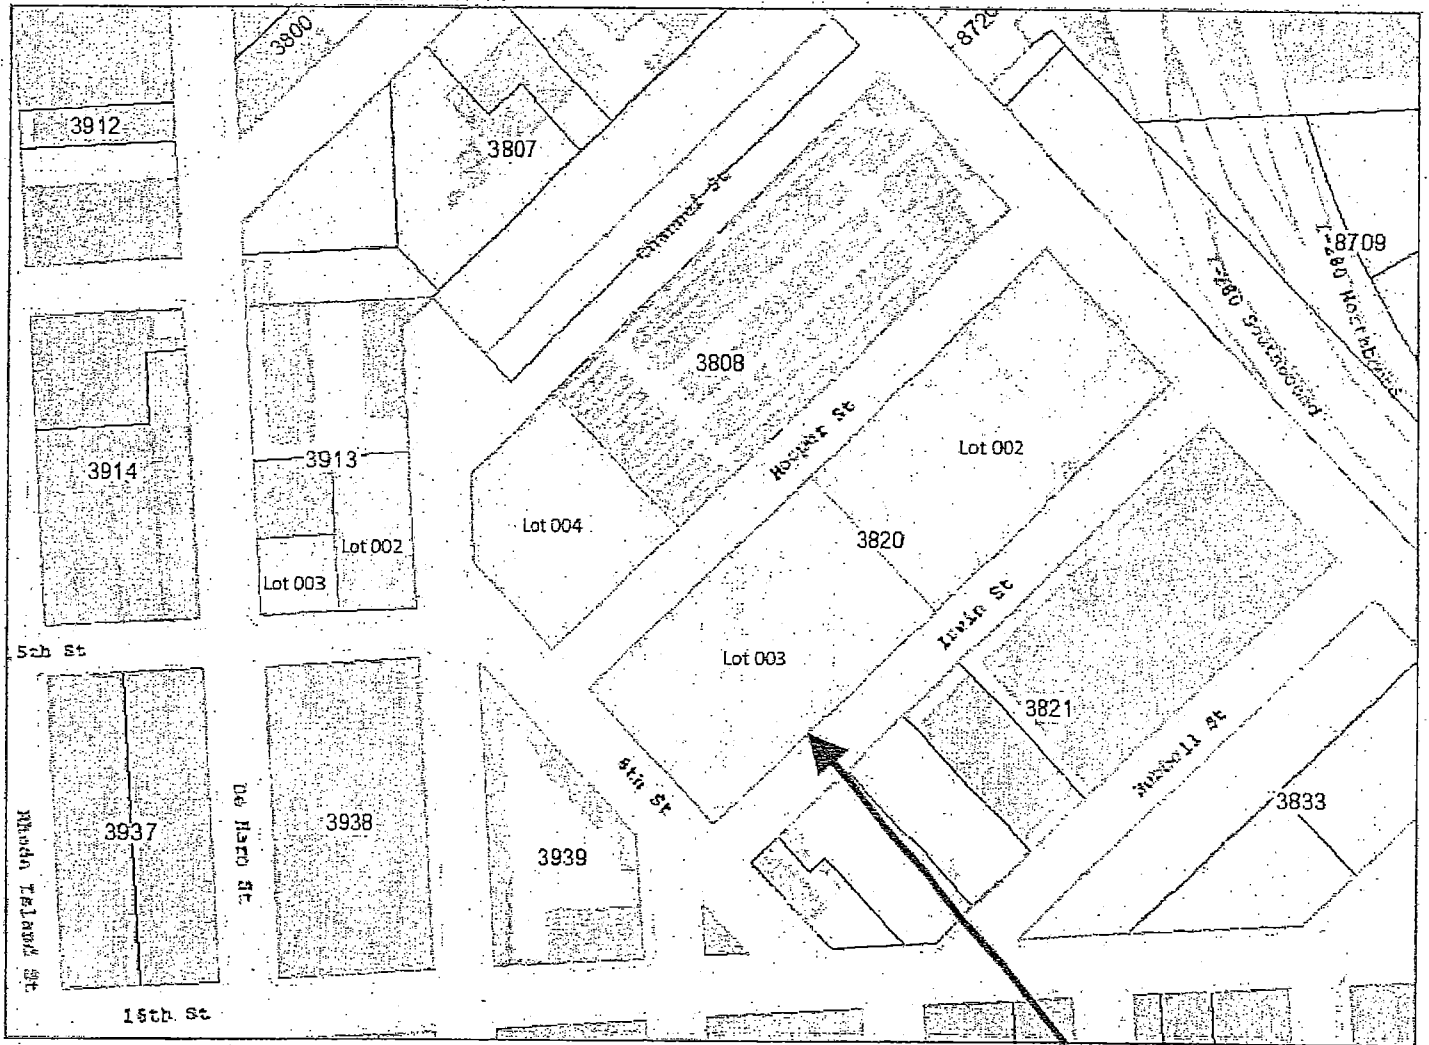 3800
8720
3912
3807
Channel St
8709
I-280 Northbound
I-280 Southbound
3808
Hooper St
Lot 002
3914
3913
Lot 004
Lot 002
3820
Lot 003
Irwin St
5th St
Lot 003
3821
Hubbell St
8th St
3833
De Haro St
3937
3938
3939
Rhode Island St
16th St